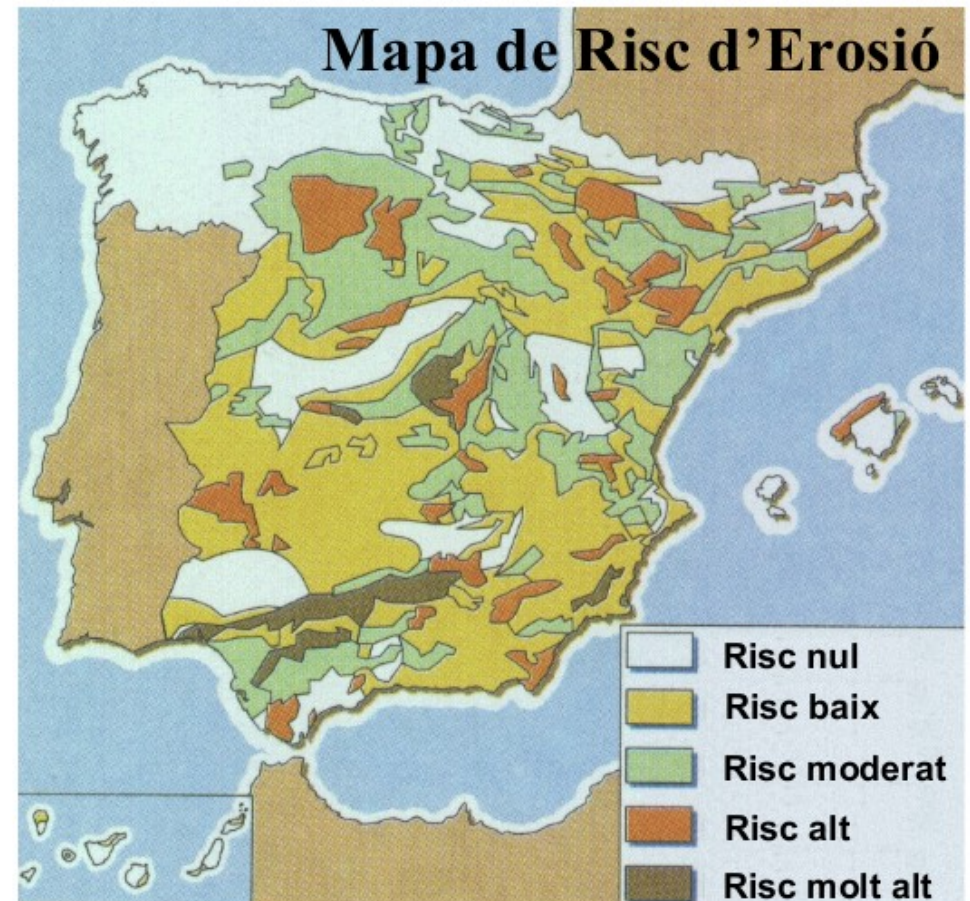 Mapa de Risc d’Erosió
Risc nul
Risc baix
Risc moderat
Risc alt
Risc molt alt